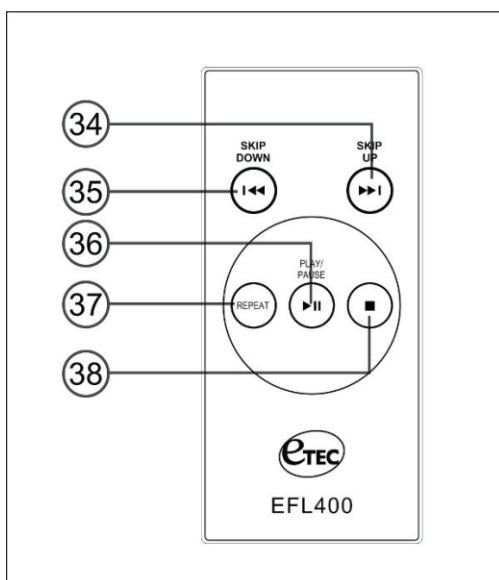 34
SKIP
DOWN
SKIP
UP
35
36
PLAY/
PAUSE
37
REPEAT
38
eTEC
EFL400